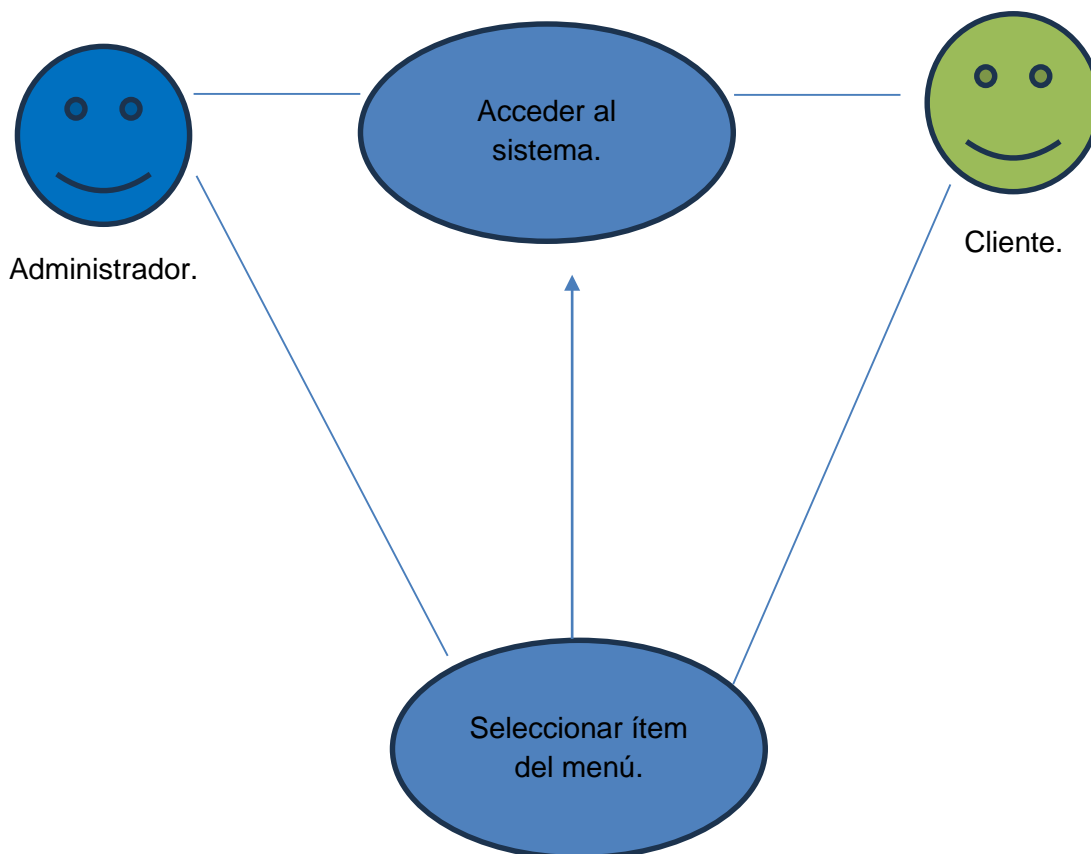 Acceder al
sistema.
Administrador.
Cliente.
Seleccionar ítem
del menú.